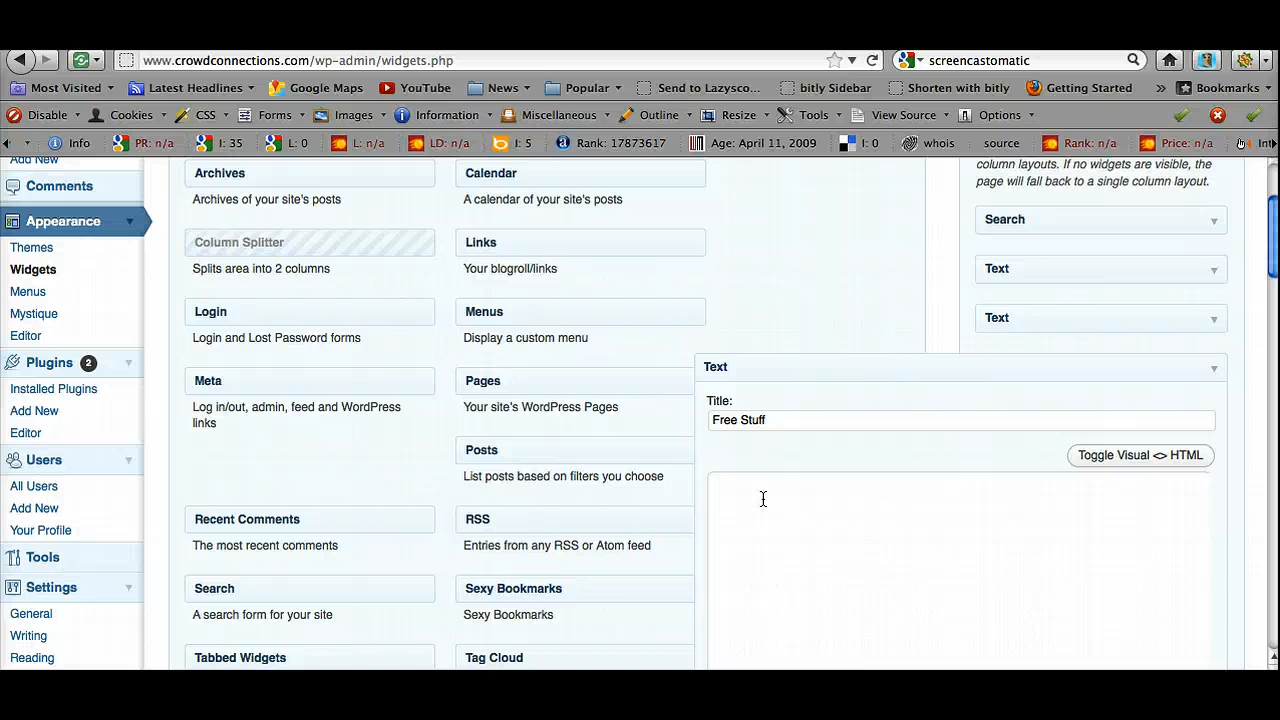 www.crowdconnections.com/wp-admin/widgets.php
screencastomatic
Most Visited
Latest Headlines
Google Maps
YouTube
News
Popular
Send to Lazysco...
bitly Sidebar
Shorten with bitly
Getting Started
»
Bookmarks
Disable
Cookies
CSS
Forms
Images
Information
Miscellaneous
Outline
Resize
Tools
View Source
Options
Info
PR: n/a
I: 35
L: 0
L: n/a
LD: n/a
I: 5
Rank: 17873617
Age: April 11, 2009
I: 0
whois
source
Rank: n/a
Price: n/a
Int
Add New
Comments
Appearance
Themes
Widgets
Menus
Mystique
Editor
Plugins 2
Installed Plugins
Add New
Editor
Users
All Users
Add New
Your Profile
Tools
Settings
General
Writing
Reading
Archives
Archives of your site's posts
Calendar
A calendar of your site's posts
Column Splitter
Splits area into 2 columns
Links
Your blogroll/links
Login
Login and Lost Password forms
Menus
Display a custom menu
Meta
Log in/out, admin, feed and WordPress
links
Pages
Your site's WordPress Pages
Posts
List posts based on filters you choose
Recent Comments
The most recent comments
RSS
Entries from any RSS or Atom feed
Search
A search form for your site
Sexy Bookmarks
Sexy Bookmarks
Tabbed Widgets
Tag Cloud
column layouts. If no widgets are visible, the
page will fall back to a single column layout.
Search
Text
Text
Text
Title:
Free Stuff
Toggle Visual <> HTML